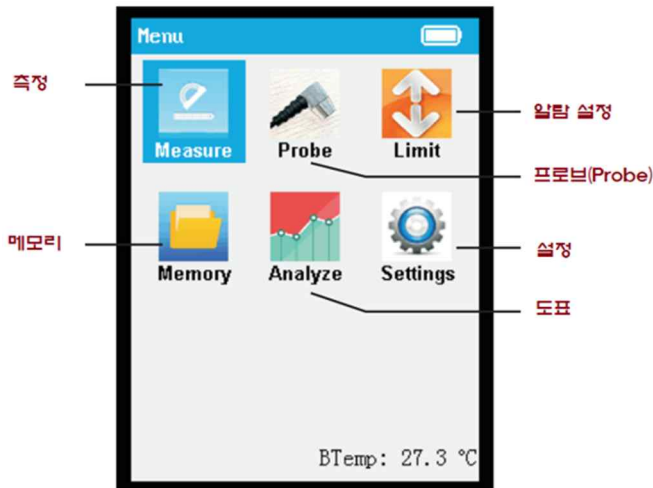 Menu
측정
Measure
Probe
Limit
알람 설정
프로브(Probe)
메모리
Memory
Analyze
Settings
설정
도표
BTemp: 27.3 ℃